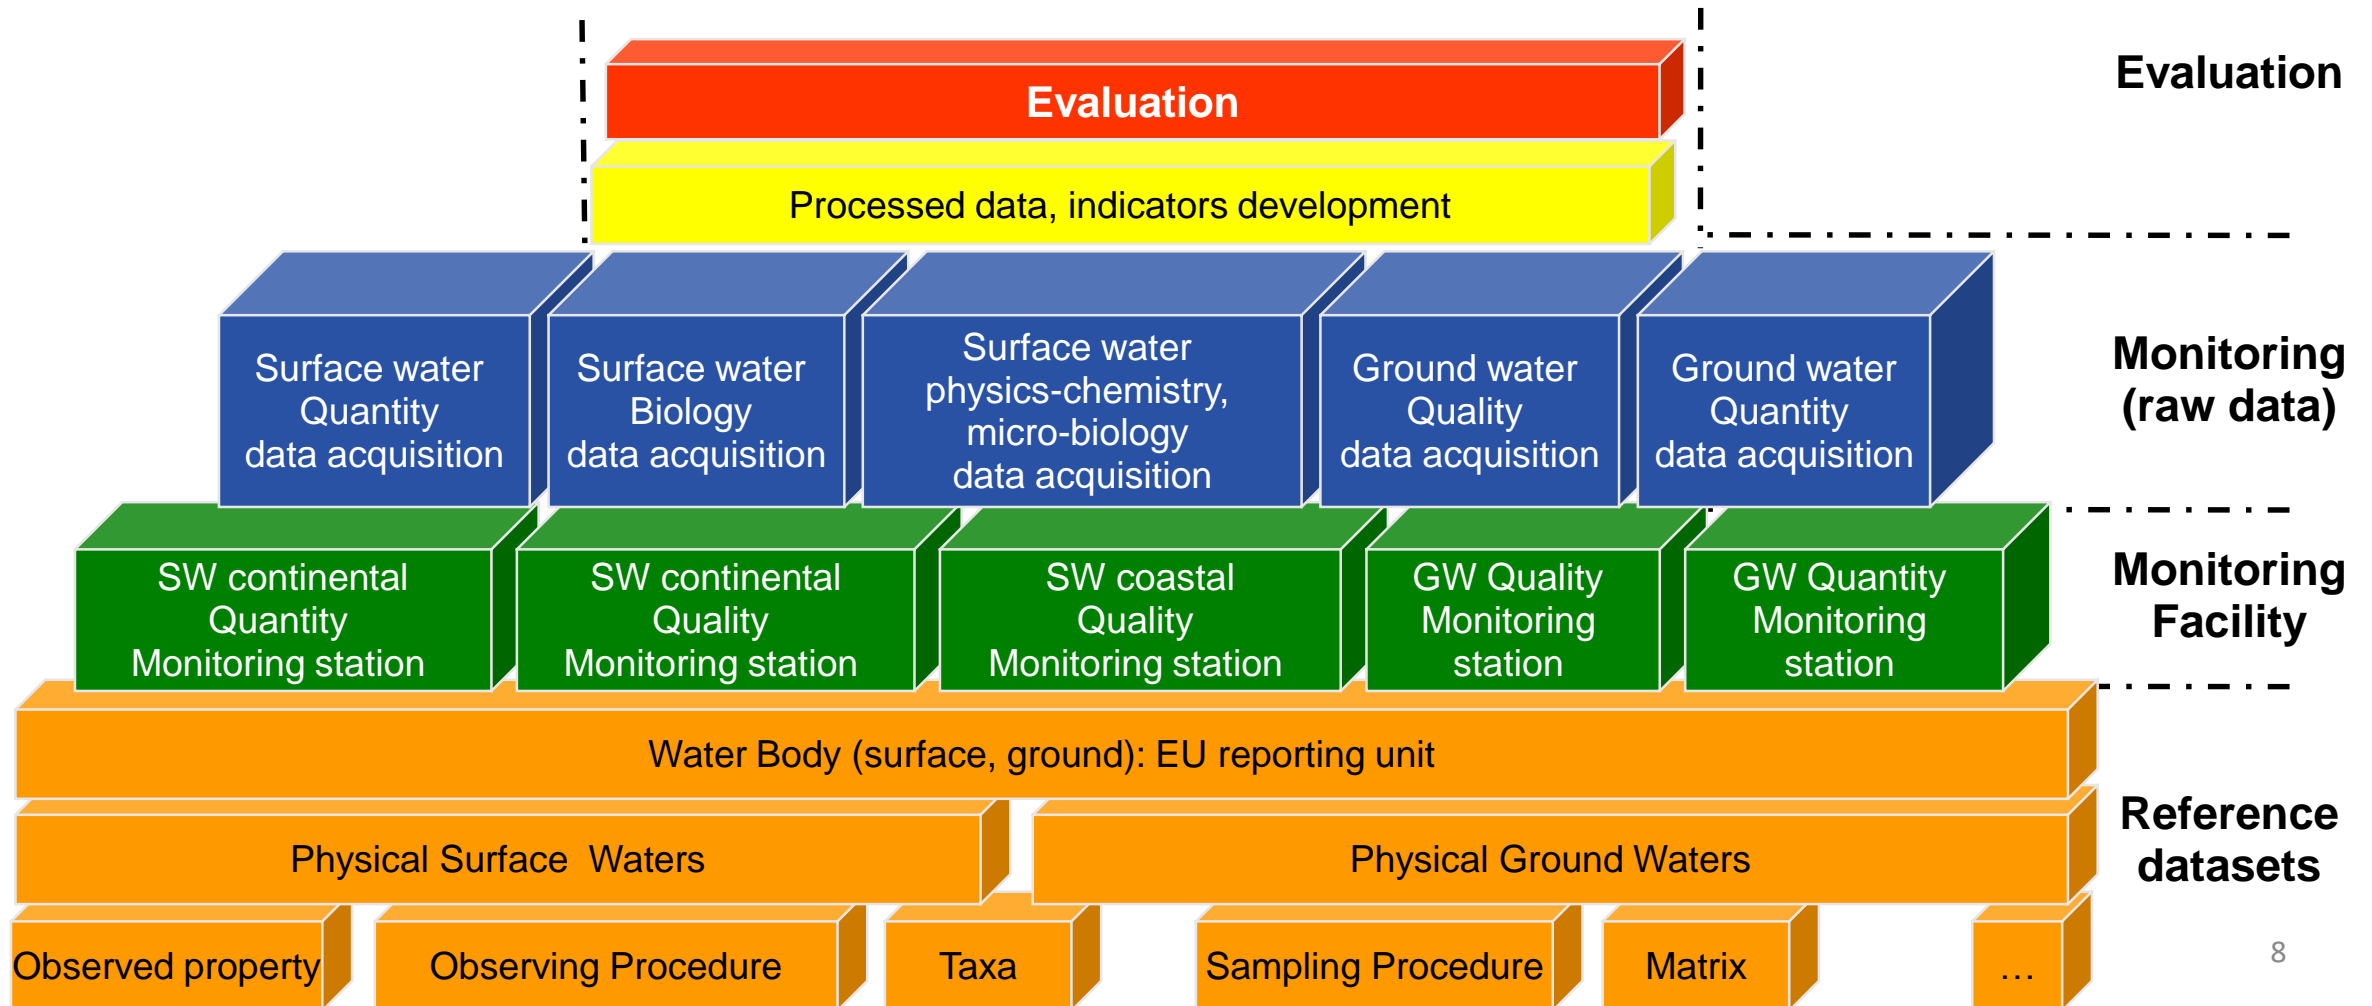 Evaluation
Evaluation
Processed data, indicators development
Surface water
Quantity
data acquisition
Surface water
Biology
data acquisition
Surface water
physics-chemistry,
micro-biology
data acquisition
Ground water
Quality
data acquisition
Ground water
Quantity
data acquisition
Monitoring
(raw data)
SW continental
Quantity
Monitoring station
SW continental
Quality
Monitoring station
SW coastal
Quality
Monitoring station
GW Quality
Monitoring
station
GW Quantity
Monitoring
station
Monitoring
Facility
Water Body (surface, ground): EU reporting unit
Physical Surface Waters
Physical Ground Waters
Reference
datasets
Observed property
Observing Procedure
Taxa
Sampling Procedure
Matrix
…
8